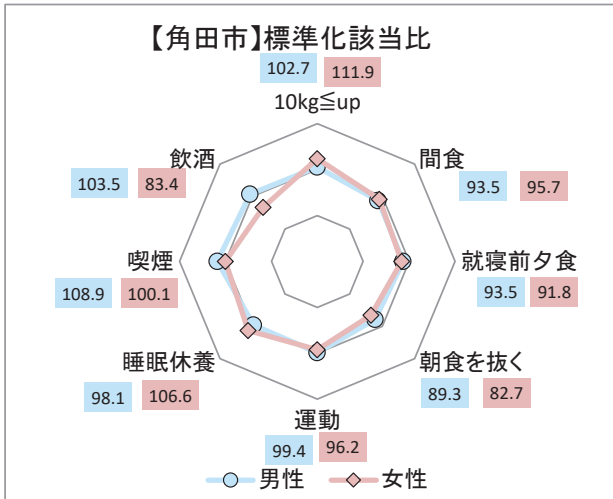 【角田市】標準化該当比
102.7 111.9
10kg≦up
飲酒
103.5 83.4
間食
93.5 95.7
喫煙
108.9 100.1
就寝前夕食
93.5 91.8
睡眠休養
98.1 106.6
朝食を抜く
89.3 82.7
運動
99.4 96.2
男性 女性